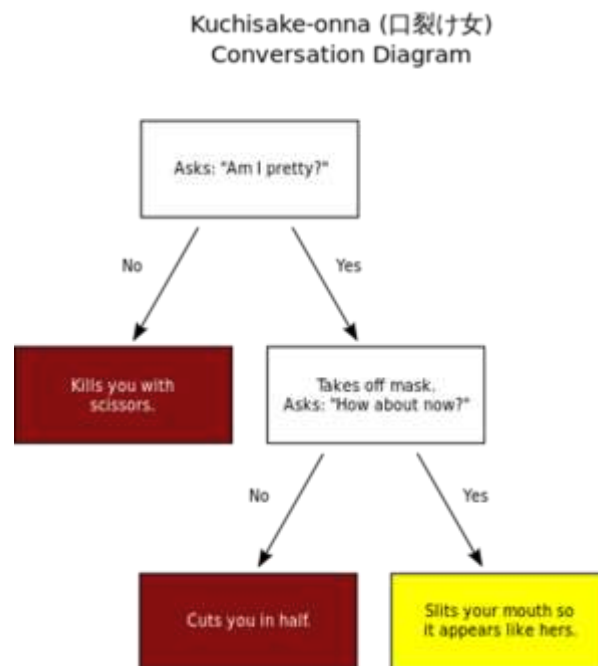 Kuchisake-onna (口裂け女)
Conversation Diagram
Asks: "Am I pretty?"
No
Yes
Kills you with
scissors.
Takes off mask.
Asks: "How about now?"
No
Yes
Cuts you in half.
Slits your mouth so
it appears like hers.